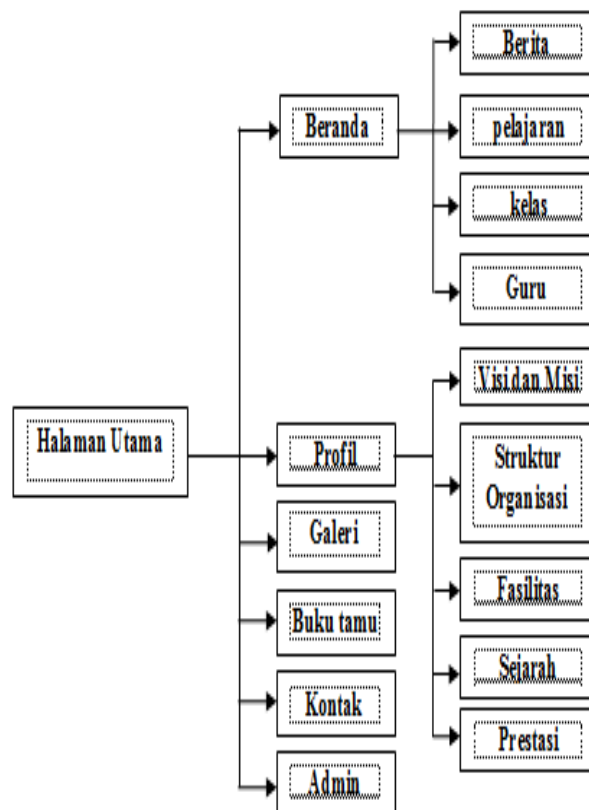 Halaman Utama
Beranda
Berita
pelajaran
kelas
Guru
Profil
Visi dan Misi
Struktur
Organisasi
Fasilitas
Sejarah
Prestasi
Galeri
Buku tamu
Kontak
Admin